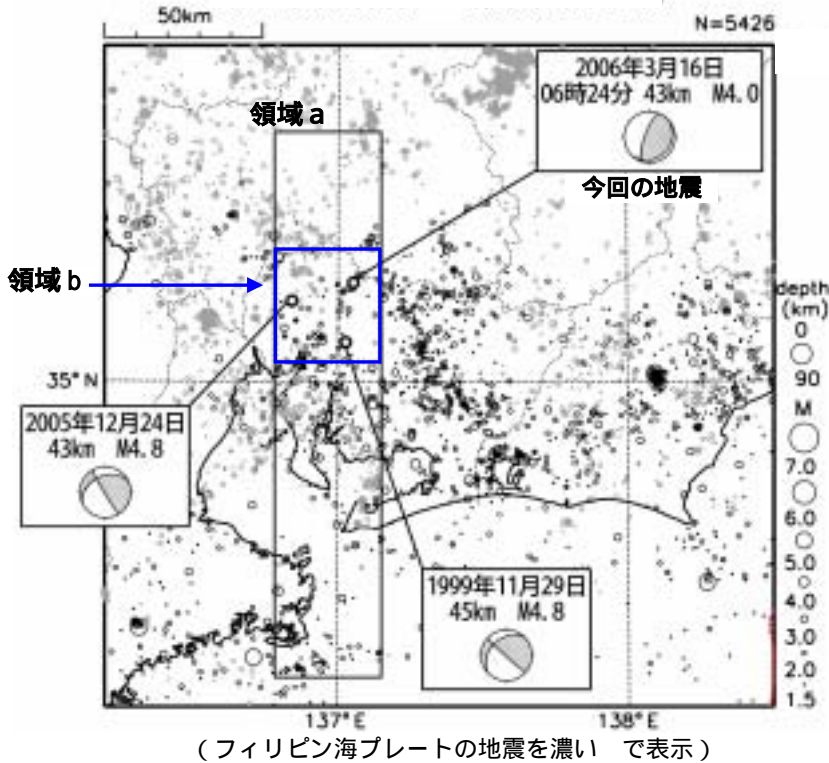 50km
N=5426
2006年3月16日
06時24分 43km M4.0
領域a
今回の地震
領域b
depth
(km)
0
90
M
7.0
6.0
5.0
4.0
3.0
2.0
1.5
35°N
2005年12月24日
43km M4.8
1999年11月29日
45km M4.8
137°E
138°E
(フィリピン海プレートの地震を濃い で表示)